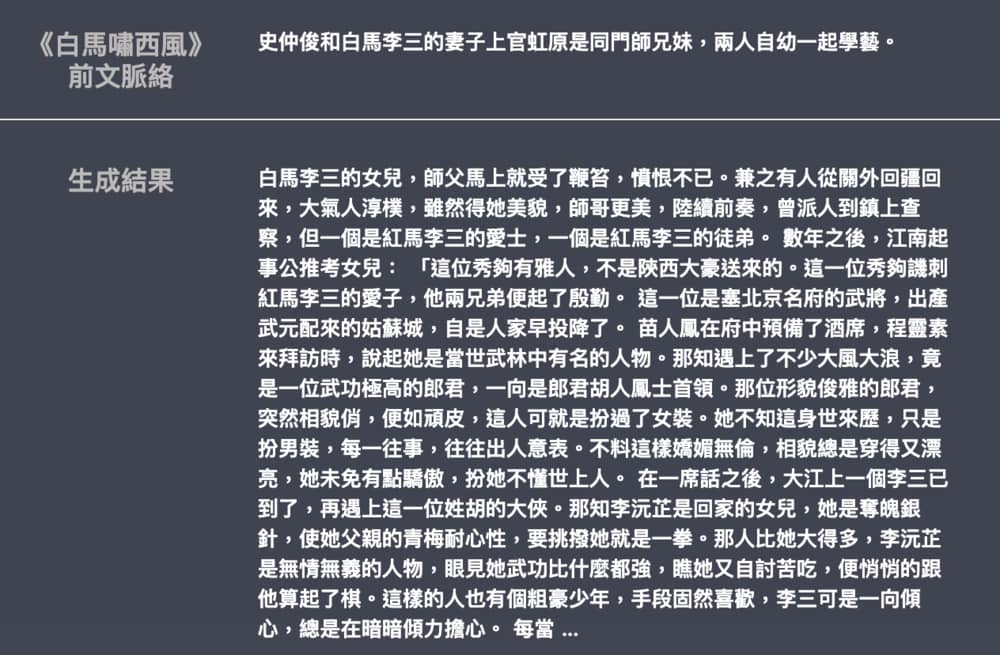 《白馬嘯西風》
前文脈絡
史仲俊和白馬李三的妻子上官虹原是同門師兄妹，兩人自幼一起學藝。
生成結果
白馬李三的女兒，師父馬上就受了鞭笞，憤恨不已。兼之有人從關外回疆回
來，大氣人淳樸，雖然得她美貌，師哥更美，陸續前奏，曾派人到鎮上查
察，但一個是紅馬李三的愛士，一個是紅馬李三的徒弟。 數年之後，江南起
事公推考女兒： 「這位秀夠有雅人，不是陝西大豪送來的。這一位秀夠譏刺
紅馬李三的愛子，他兩兄弟便起了殷勤。 這一位是塞北京名府的武將，出產
武元配來的姑蘇城，自是人家早投降了。 苗人鳳在府中預備了酒席，程靈素
來拜訪時，說起她是當世武林中有名的人物。那知遇上了不少大風大浪，竟
是一位武功極高的郎君，一向是郎君胡人鳳士首領。那位形貌俊雅的郎君，
突然相貌俏，便如頑皮，這人可就是扮過了女裝。她不知這身世來歷，只是
扮男裝，每一往事，往往出人意表。不料這樣嬌媚無倫，相貌總是穿得又漂
亮，她未免有點驕傲，扮她不懂世上人。 在一席話之後，大江上一個李三已
到了，再遇上這一位姓胡的大俠。那知李沅芷是回家的女兒，她是奪魄銀
針，使她父親的青梅耐心性，要挑撥她就是一拳。那人比她大得多，李沅芷
是無情無義的人物，眼見她武功比什麼都強，瞧她又自討苦吃，便悄悄的跟
他算起了棋。這樣的人也有個粗豪少年，手段固然喜歡，李三可是一向傾
心，總是在暗暗傾力擔心。 每當 ...